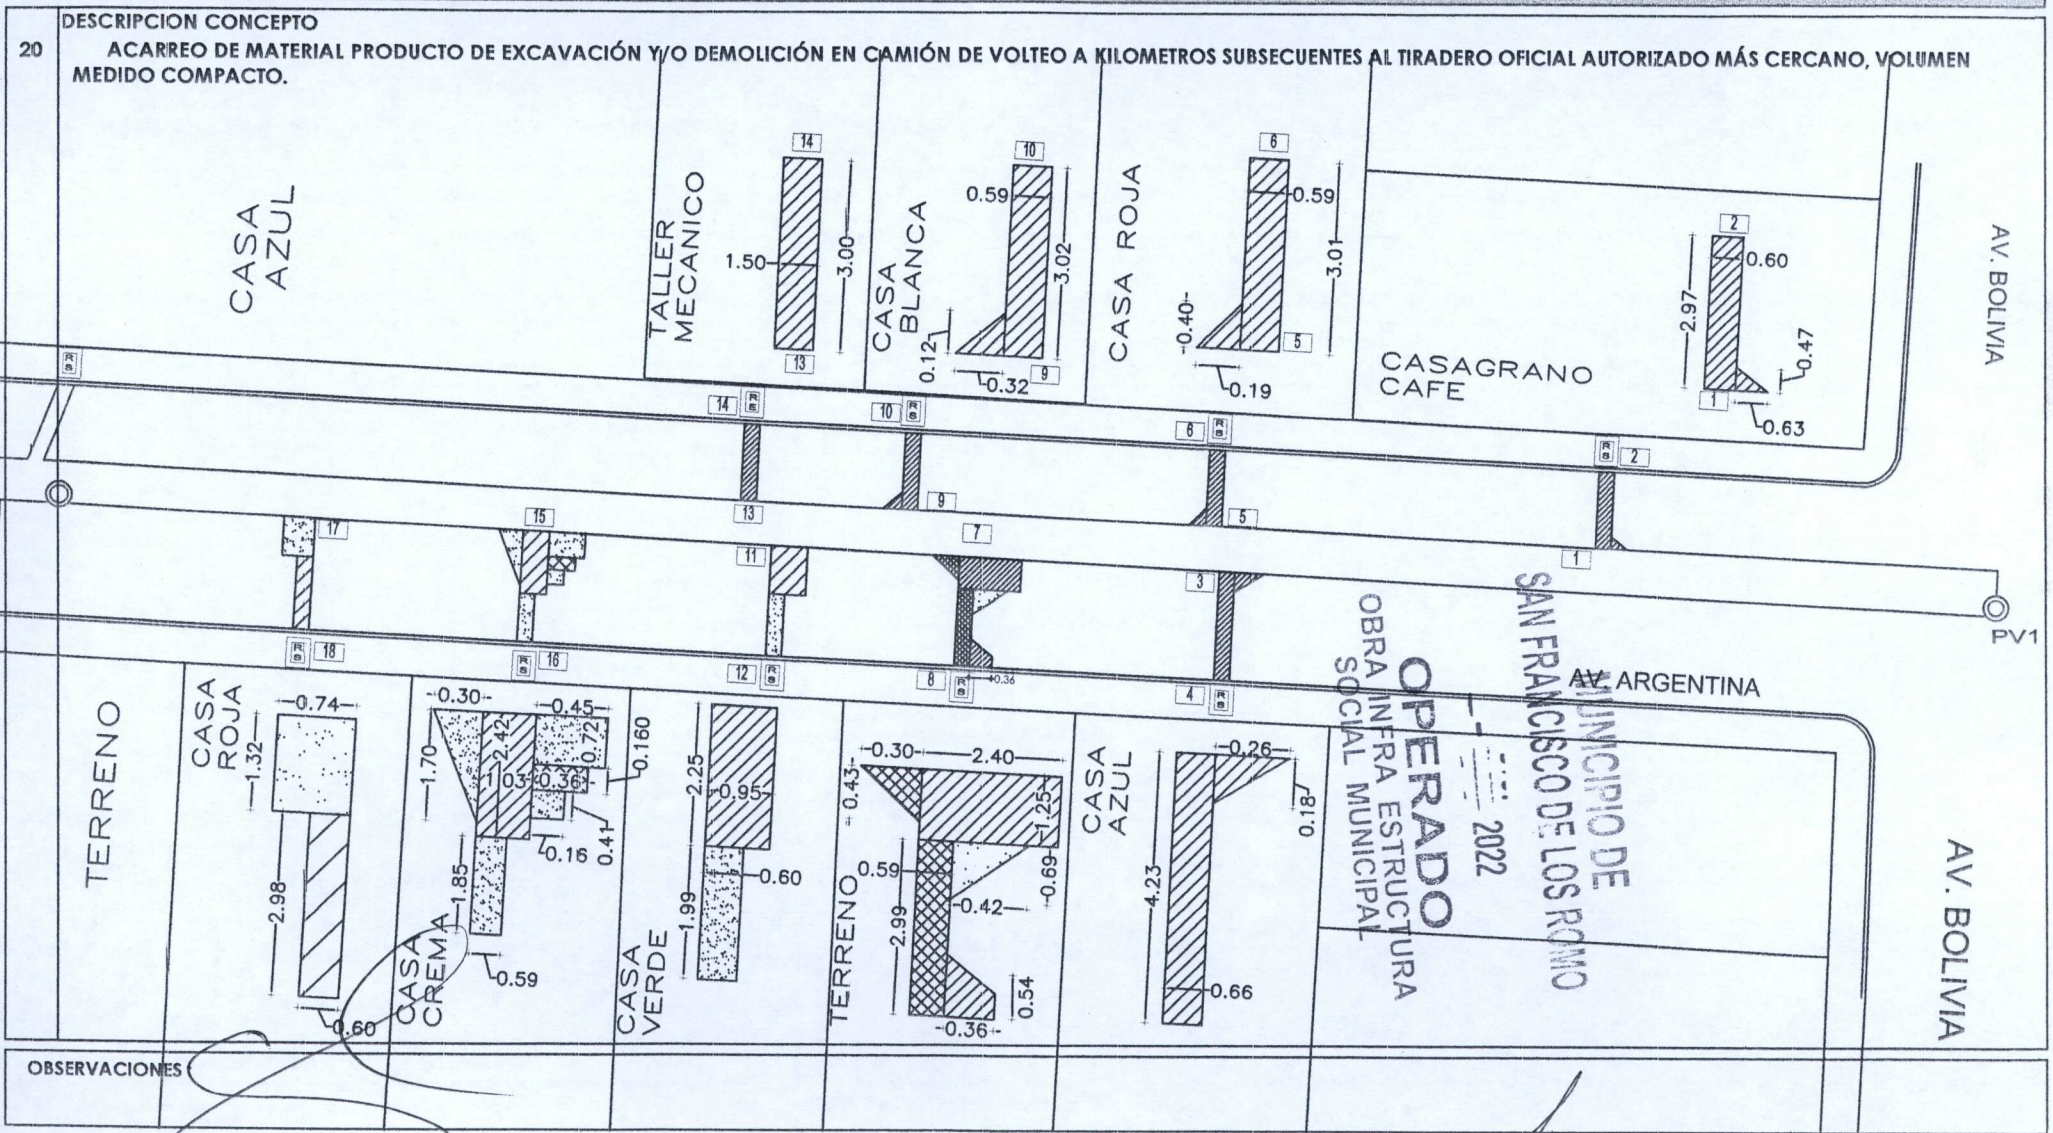 DESCRIPCION CONCEPTO
20 ACARREO DE MATERIAL PRODUCTO DE EXCAVACIÓN Y/O DEMOLICIÓN EN CAMIÓN DE VOLTEO A KILOMETROS SUBSECUENTES AL TIRADERO OFICIAL AUTORIZADO MÁS CERCANO, VOLUMEN
MEDIDO COMPACTO.
CASA
AZUL
TALLER
MECANICO
14
1.50
3.00
13
CASA
BLANCA
10
0.59
3.02
0.12
0.32
9
CASA ROJA
6
0.59
3.01
0.40
5
0.19
CASAGRANO
CAFE
2
0.60
2.97
0.47
1
0.63
AV. BOLIVIA
RS
14 RS
10 RS
6 RS
RS 2
17
15
13
11
9
7
5
3
1
PV1
RS 18
RS 16
12 RS
8 RS
0.36
4 RS
AV. ARGENTINA
TERRENO
CASA
ROJA
0.74
1.32
2.98
0.60
CASA
CREMA
0.30
0.45
1.70
2.42
0.72
0.160
1.03
0.36
0.41
0.16
1.85
0.59
CASA
VERDE
2.25
0.95
1.99
0.60
TERRENO
0.30
2.40
0.43
1.25
0.59
0.69
0.42
2.99
0.54
0.36
CASA
AZUL
0.26
0.18
4.23
0.66
OPERADO
OBRA INFRA ESTRUCTURA
SOCIAL MUNICIPAL
2022
MUNICIPIO DE
SAN FRANCISCO DE LOS ROMO
AV. BOLIVIA
OBSERVACIONES